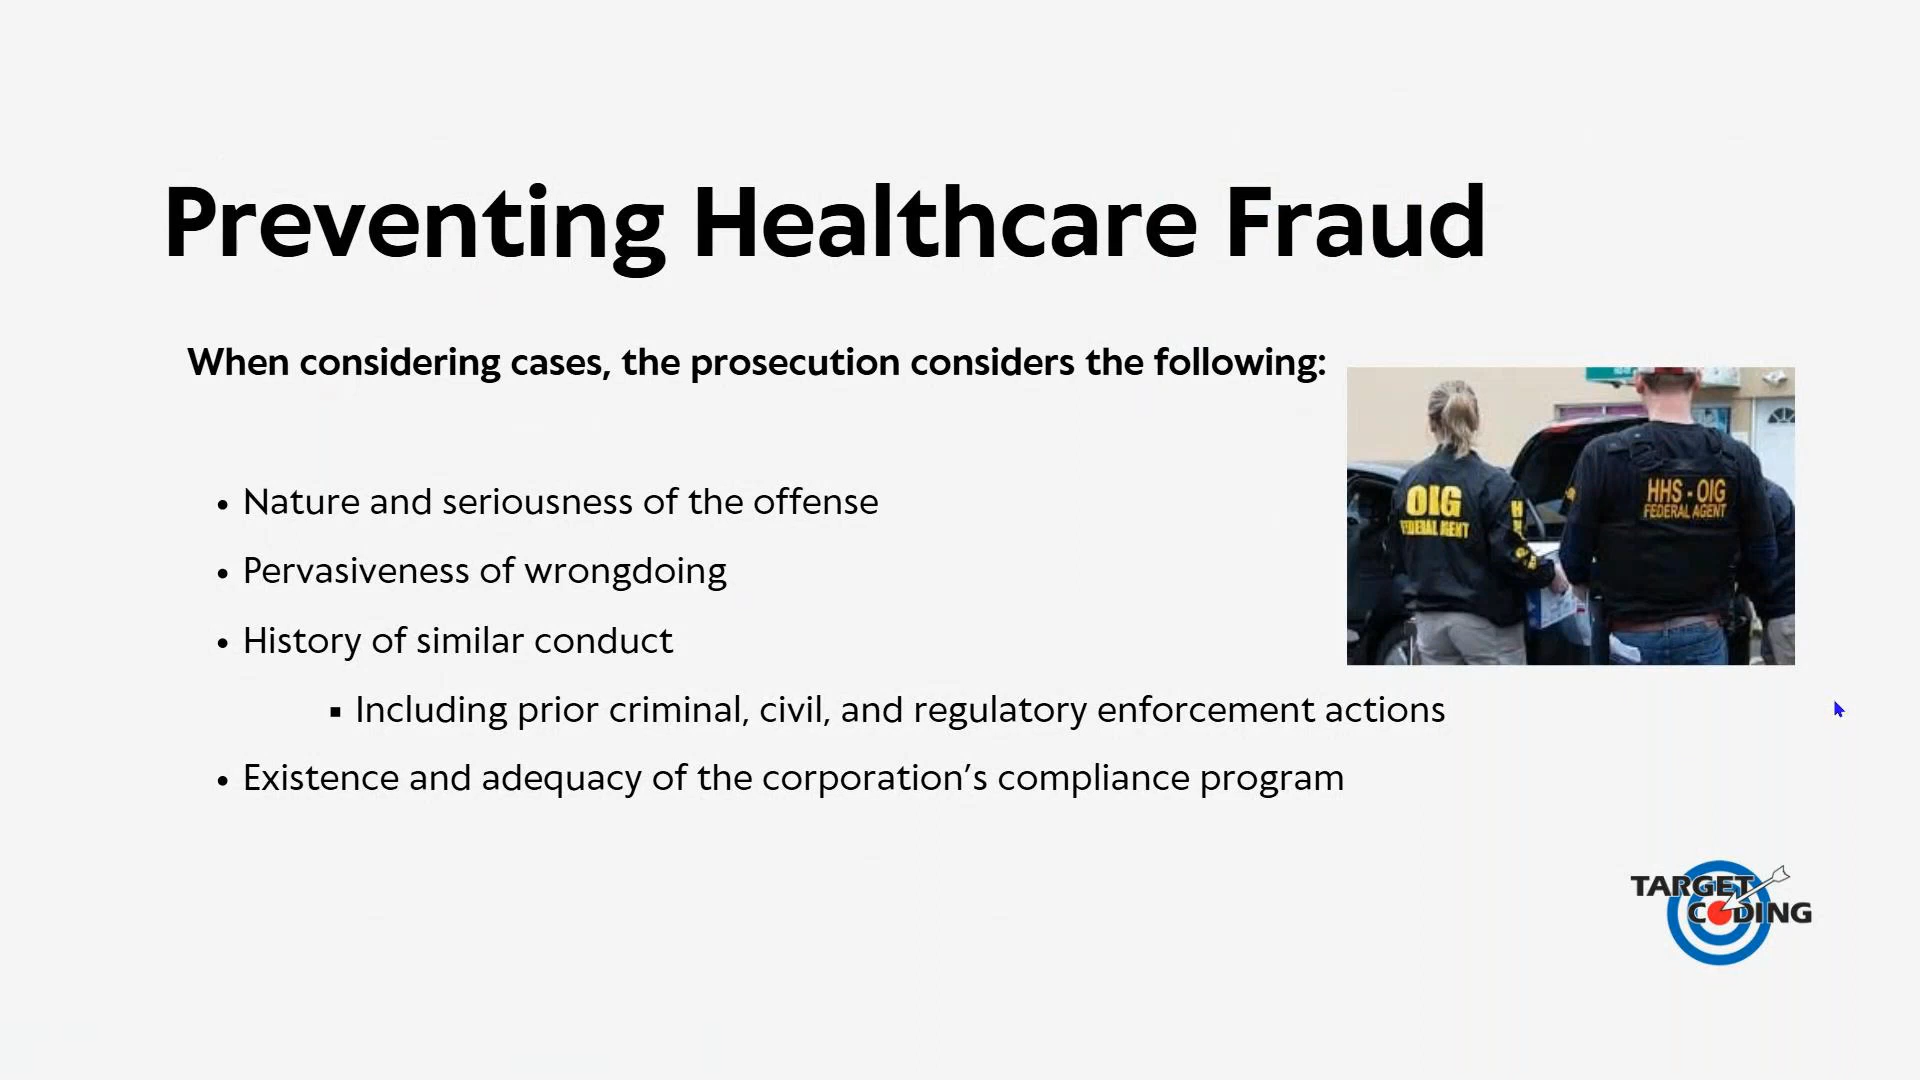 Preventing Healthcare Fraud
When considering cases, the prosecution considers the following:
• Nature and seriousness of the offense
• Pervasiveness of wrongdoing
• History of similar conduct
▪ Including prior criminal, civil, and regulatory enforcement actions
• Existence and adequacy of the corporation’s compliance program
OIG
FEDERAL AGENT
HHS - OIG
FEDERAL AGENT
TARGET
CODING